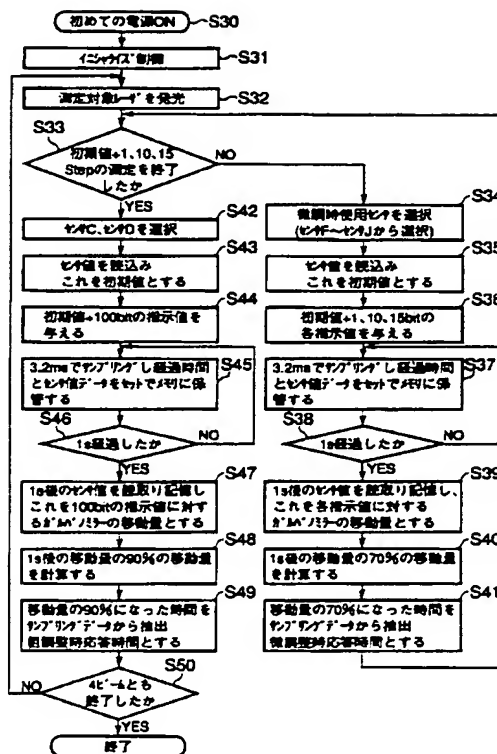 初めての電源ON
S30
イニシャライズ制御
S31
測定対象レーザを発光
S32
S33
初期値+1、10、15
Stepの測定を終了
したか
NO
YES
センサC、センサDを選択
S42
センサ値を読込み
これを初期値とする
S43
初期値+100bitの指示値を
与える
S44
3.2msでサンプリングし経過時間
とセンサ値データをセットでメモリに保
管する
S45
S46
1s経過したか
NO
YES
1s後のセンサ値を読取り記憶し
これを100bitの指示値に対す
るガルバノミラーの移動量とする
S47
1s後の移動量の90%の移動量
を計算する
S48
移動量の90%になった時間を
サンプリングデータから抽出
粗調整時応答時間とする
S49
S50
4ビームとも
終了したか
NO
YES
終了
微調時使用センサを選択
(センサF~センサJから選択)
S34
センサ値を読込み
これを初期値とする
S35
初期値+1、10、15bitの
各指示値を与える
S36
3.2msでサンプリングし経過時間
とセンサ値データをセットでメモリに保
管する
S37
S38
1s経過したか
NO
YES
1s後のセンサ値を読取り記憶し、
これを各指示値に対する
ガルバノミラーの移動量とする
S39
1s後の移動量の70%の移動量
を計算する
S40
移動量の70%になった時間を
サンプリングデータから抽出
微調整時応答時間とする
S41